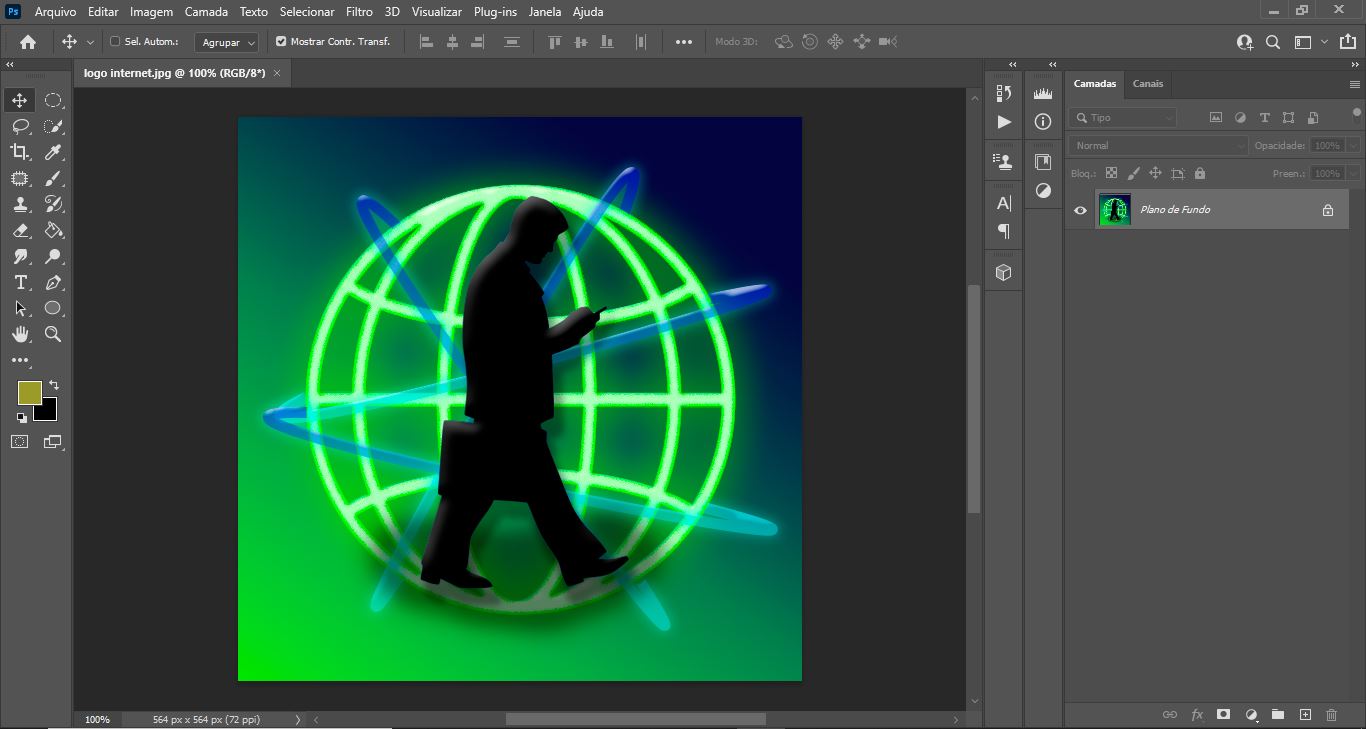 Ps Arquivo Editar Imagem Camada Texto Selecionar Filtro 3D Visualizar Plug-ins Janela Ajuda
Sel. Autom.: Agrupar Mostrar Contr. Transf. Modo 3D:
logo internet.jpg @ 100% (RGB/8*)
Camadas Canais
Tipo
Normal Opacidade: 100%
Bloq.: Preen.: 100%
Plano de Fundo
100% 564 px x 564 px (72 ppi)